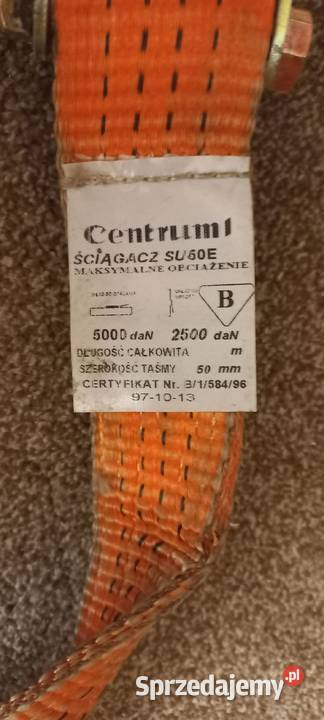 Centrum1
ŚCIĄGACZ SU50E
MAKSYMALNE OBCIĄŻENIE
B
5000 daN 2500 daN
DŁUGOŚĆ CAŁKOWITA m
SZEROKOŚĆ TAŚMY 50 mm
CERTYFIKAT Nr. B/1/584/96
97-10-13
Sprzedajemy.pl